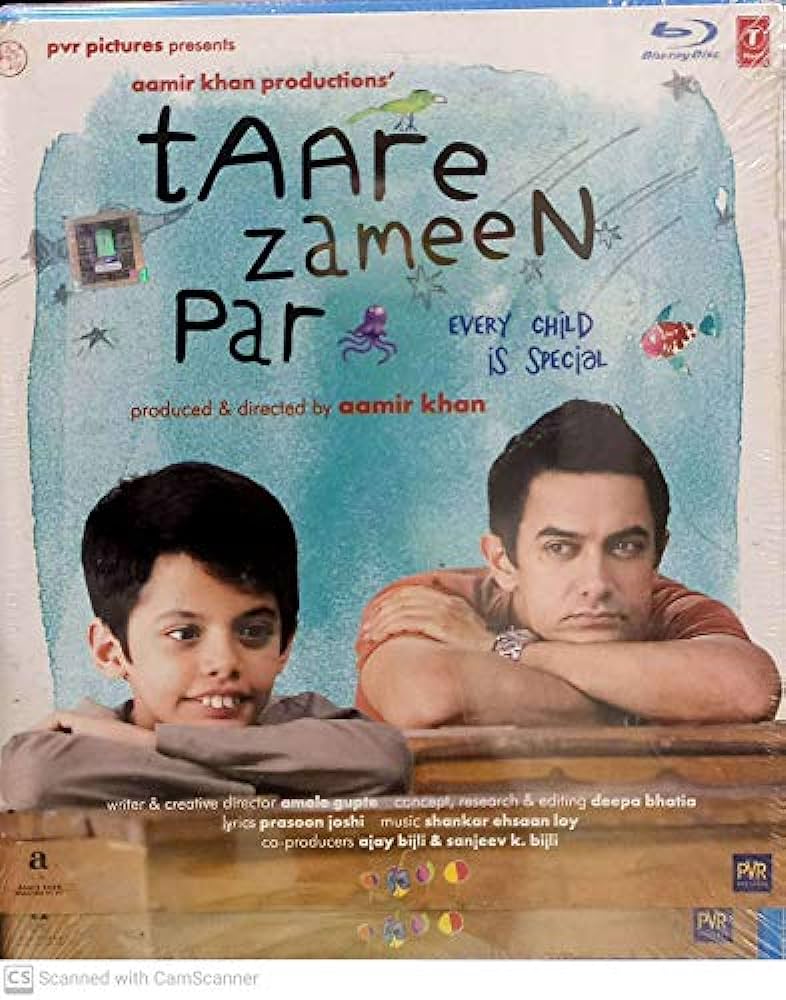 pvr pictures presents
Blu-ray Disc
T
aamir khan productions'
tAAre
zameeN
Par
EVERY CHILD
iS SPECiaL
produced & directed by aamir khan
writer & creative director amole gupte concept, research & editing deepa bhatia
lyrics prasoon joshi music shankar ehsaan loy
co-producers ajay bijli & sanjeev k. bijli
a
PVR
PVR
CS Scanned with CamScanner